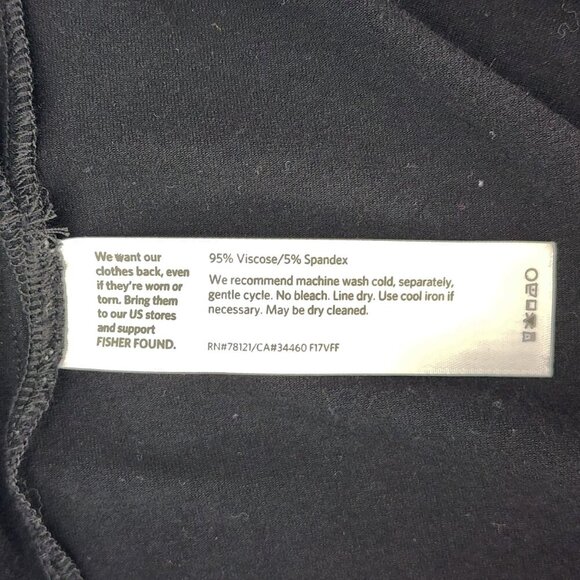 We want our
clothes back, even
if they're worn or
torn. Bring them
to our US stores
and support
FISHER FOUND.
95% Viscose/5% Spandex
We recommend machine wash cold, separately,
gentle cycle. No bleach. Line dry. Use cool iron if
necessary. May be dry cleaned.
RN#78121/CA#34460 F17VFF